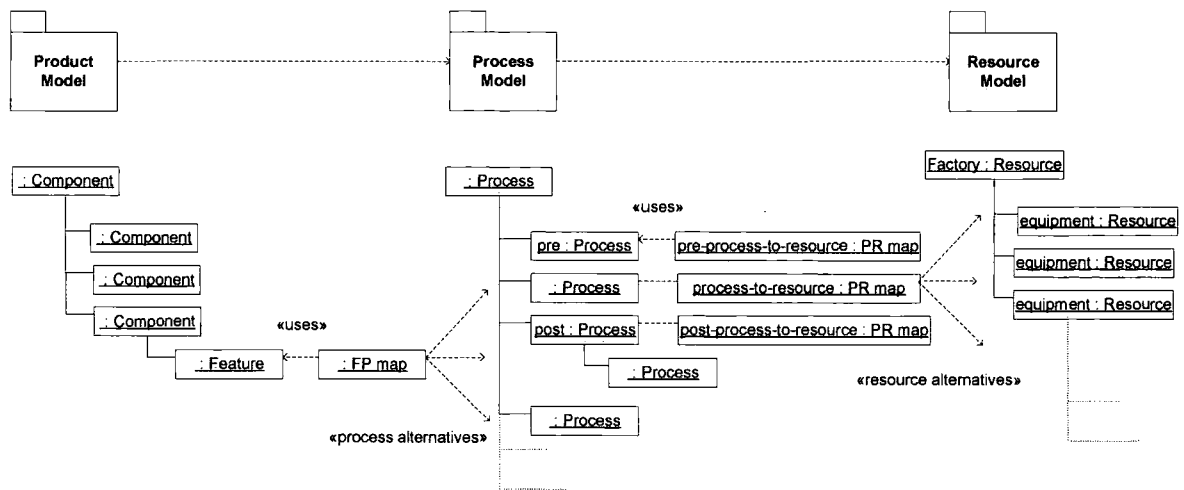 Product
Model
Process
Model
Resource
Model
: Component
: Component
: Component
: Component
: Feature
«uses»
: FP map
«process alternatives»
: Process
pre : Process
: Process
post : Process
: Process
: Process
«uses»
pre-process-to-resource : PR map
process-to-resource : PR map
post-process-to-resource : PR map
«resource alternatives»
Factory : Resource
equipment : Resource
equipment : Resource
equipment : Resource